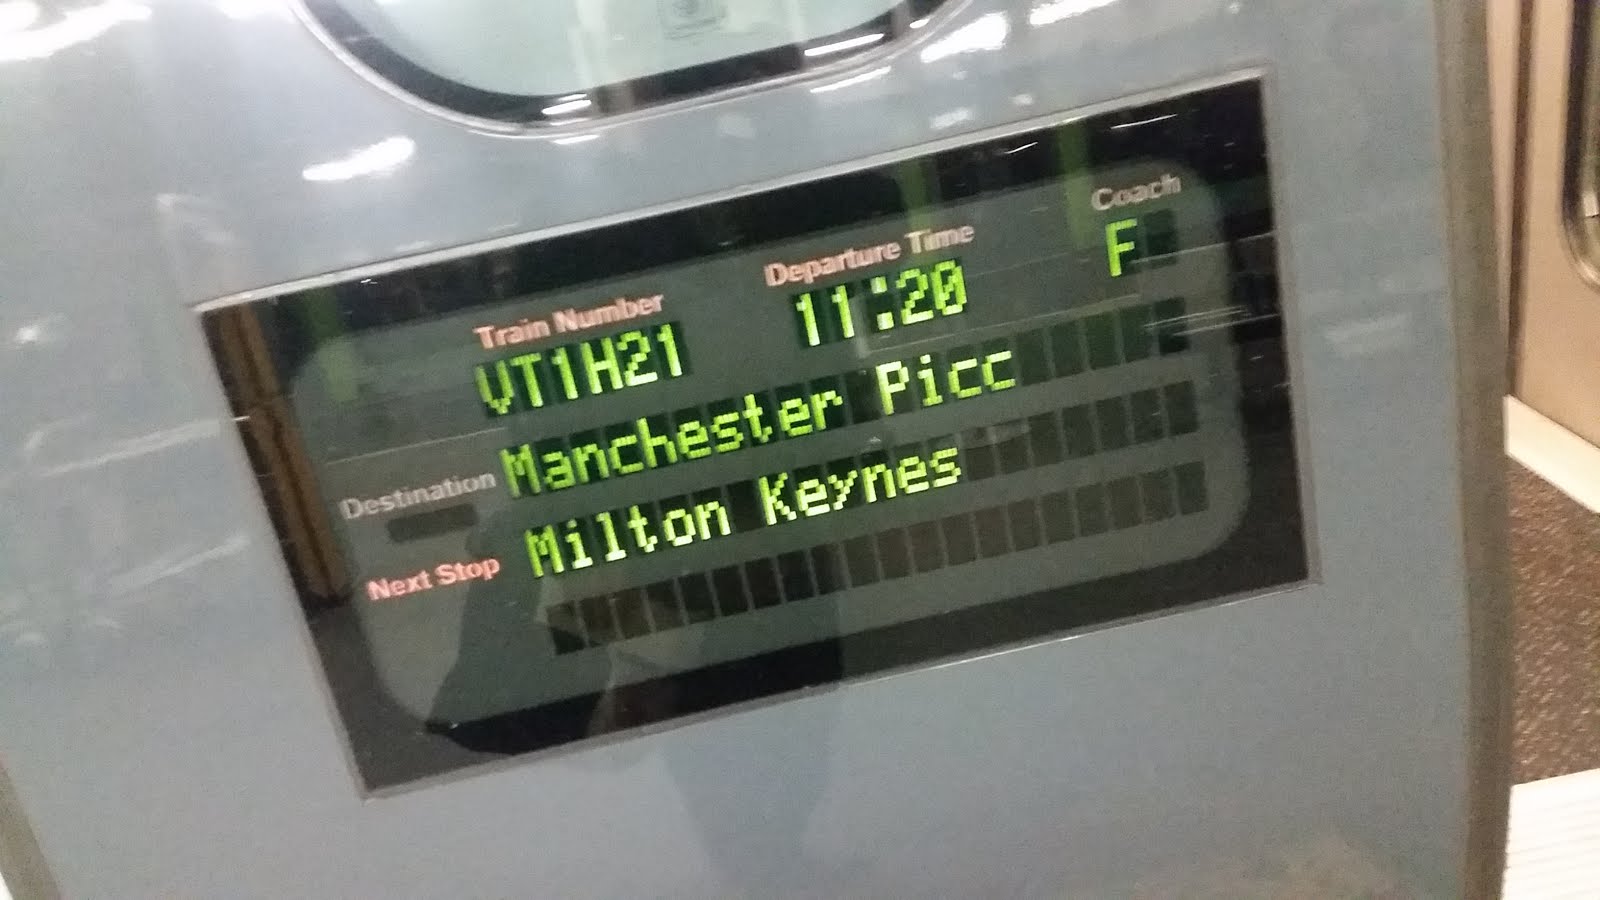 Train Number Departure Time Coach
VT1H21 11:20 F
Destination Manchester Picc
Next Stop Milton Keynes